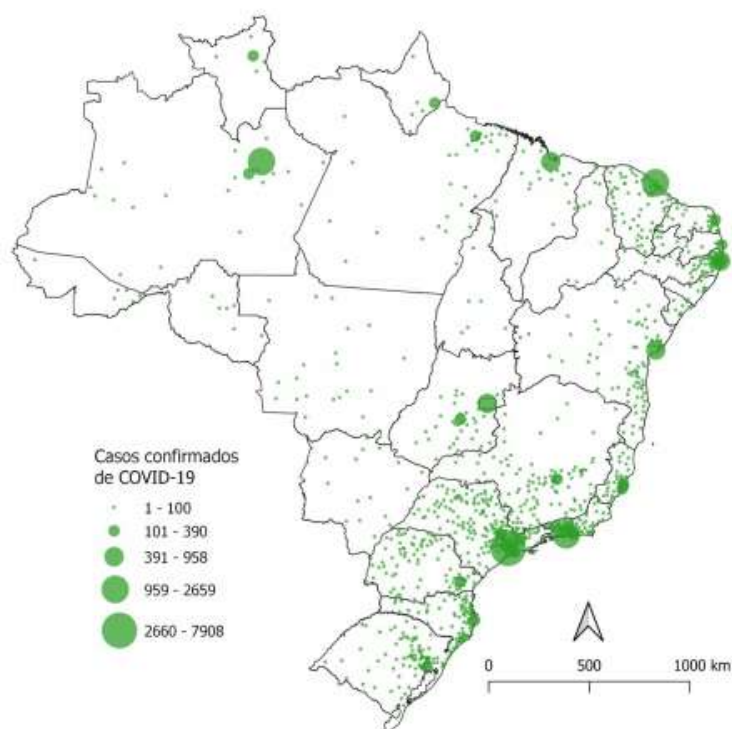 Casos confirmados
de COVID-19
1 - 100
101 - 390
391 - 958
959 - 2659
2660 - 7908
0 500 1000 km